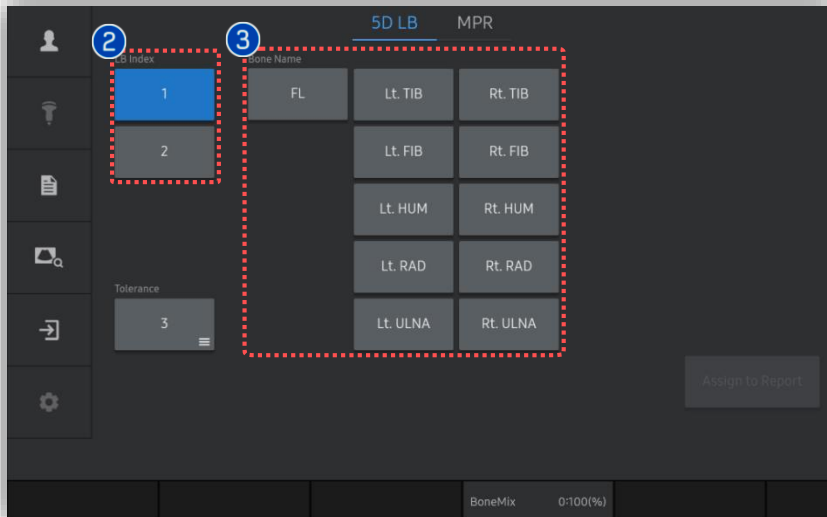 5D LB MPR
2 3
LB Index Bone Name
1 FL Lt. TIB Rt. TIB
2 Lt. FIB Rt. FIB
Lt. HUM Rt. HUM
Lt. RAD Rt. RAD
Tolerance
3 Lt. ULNA Rt. ULNA
Assign to Report
BoneMix 0:100(%)